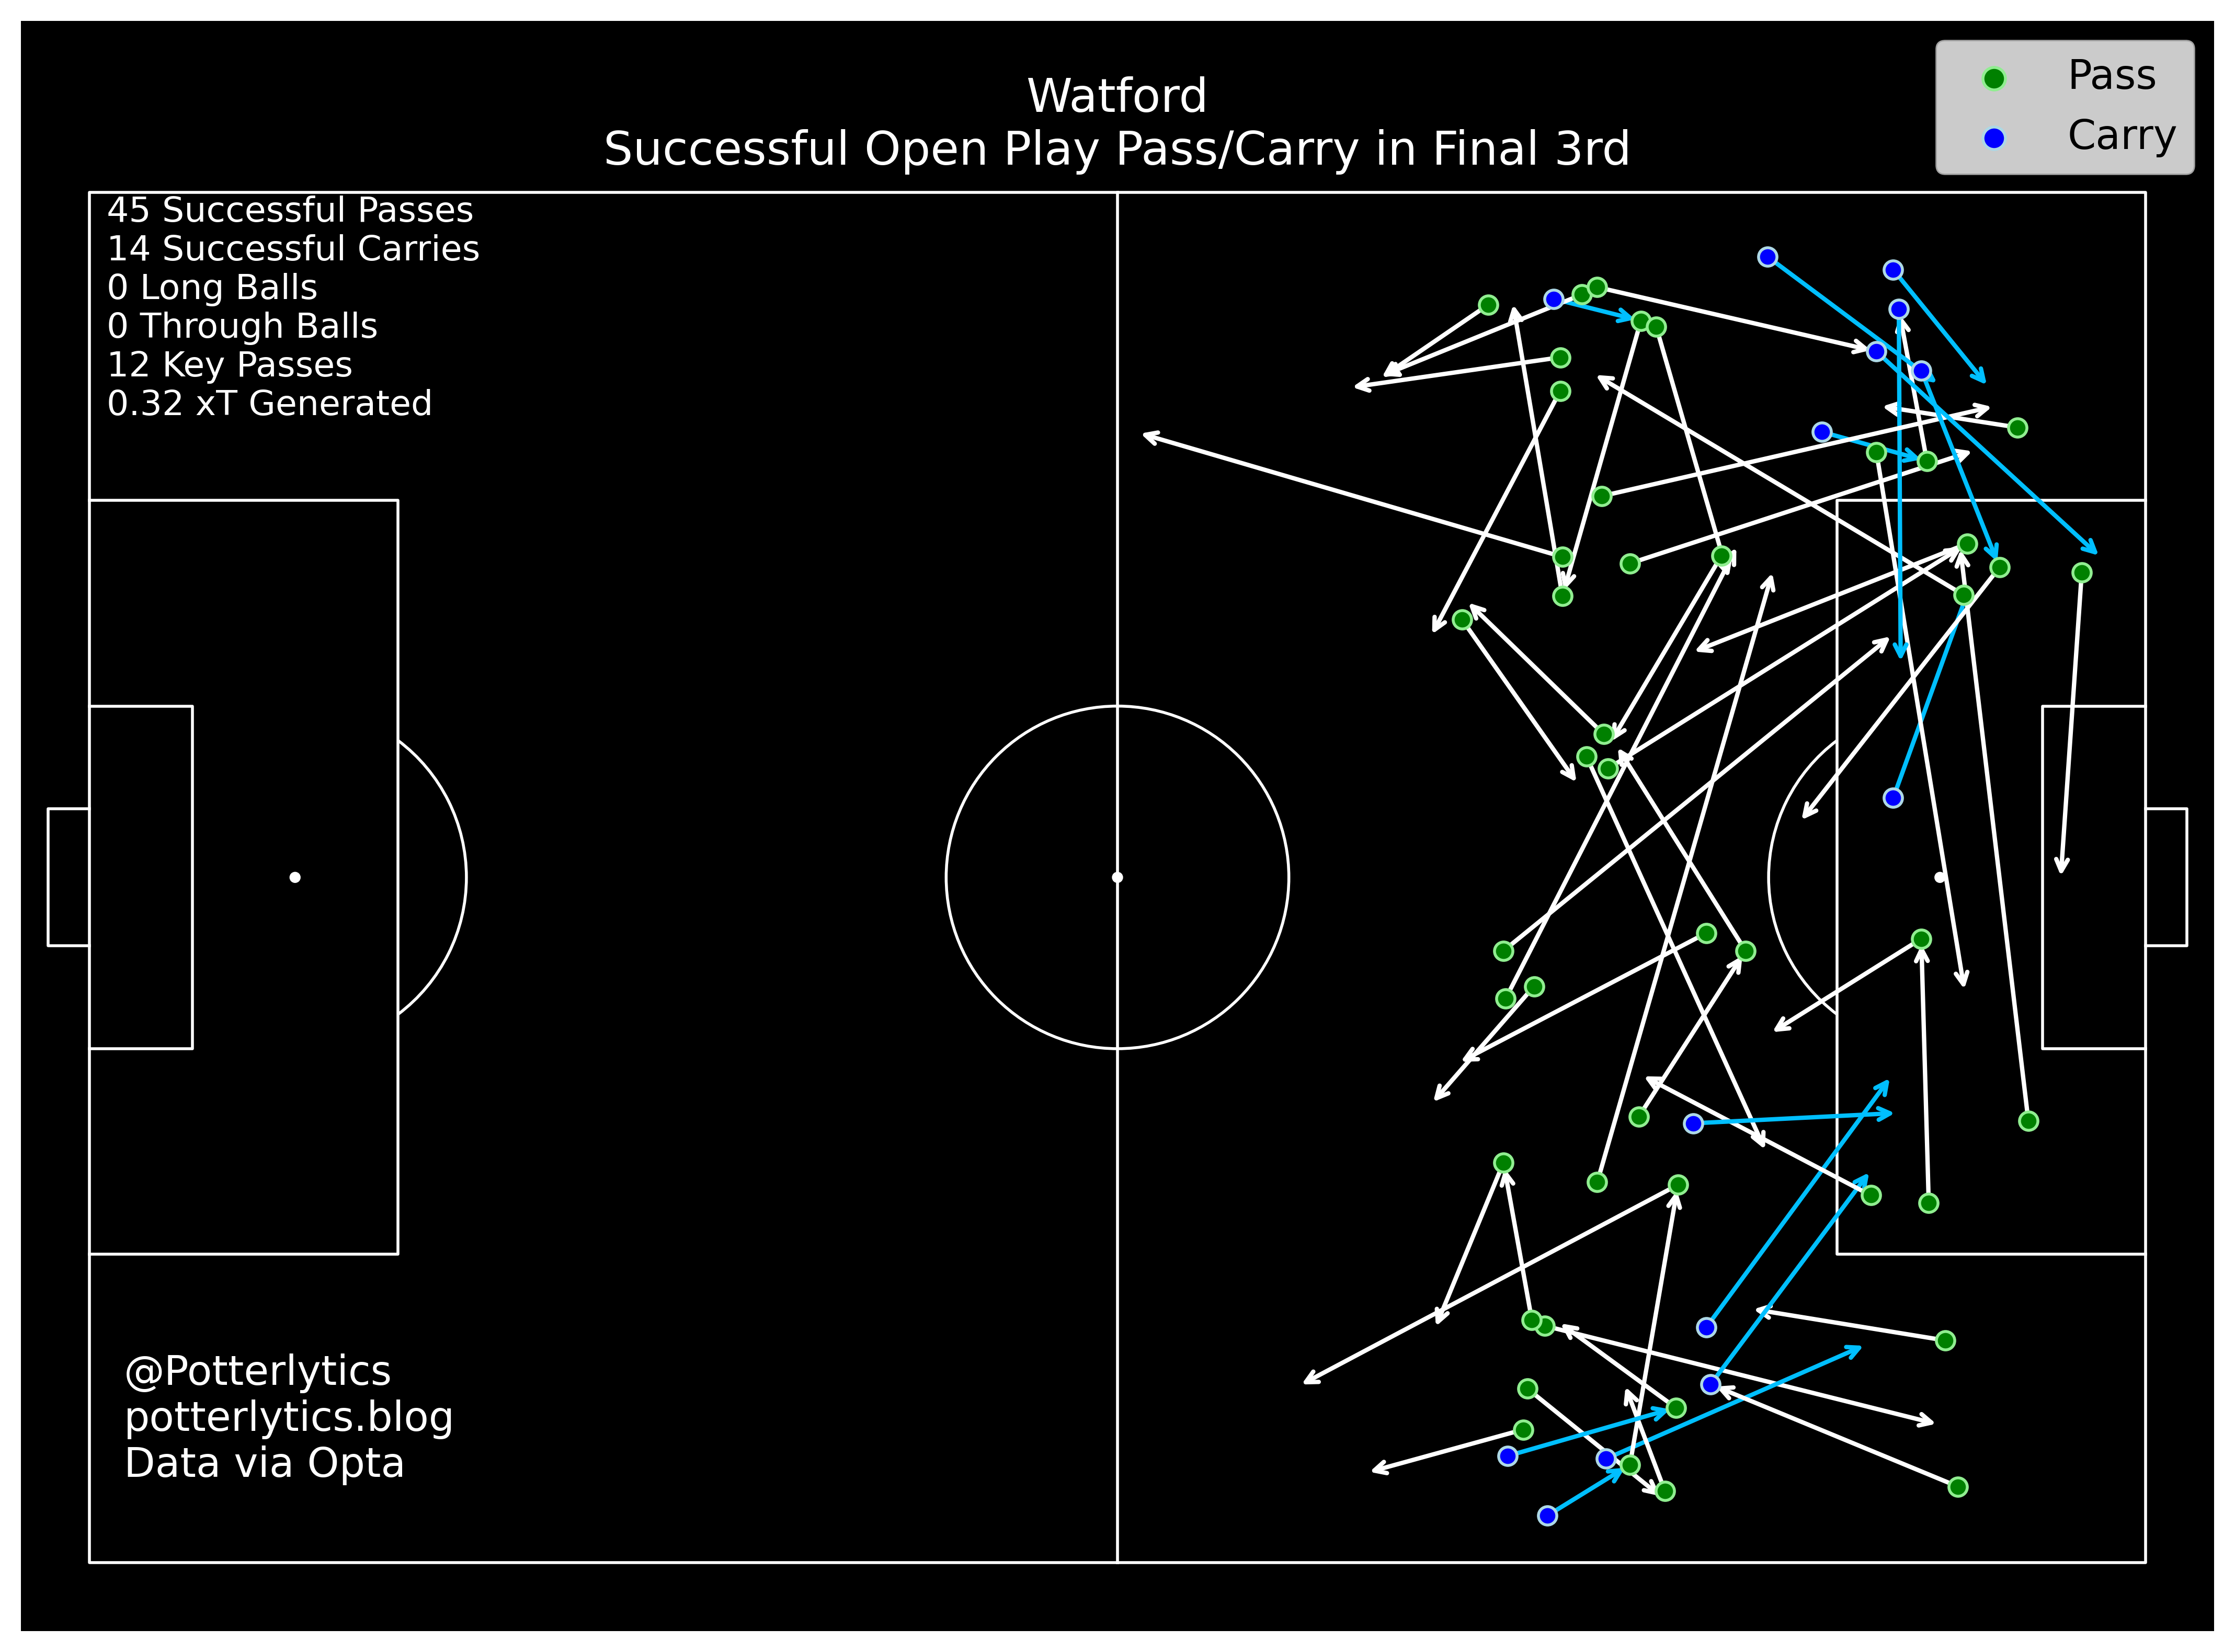 Watford
Successful Open Play Pass/Carry in Final 3rd
Pass
Carry
45 Successful Passes
14 Successful Carries
0 Long Balls
0 Through Balls
12 Key Passes
0.32 xT Generated
@Potterlytics
potterlytics.blog
Data via Opta